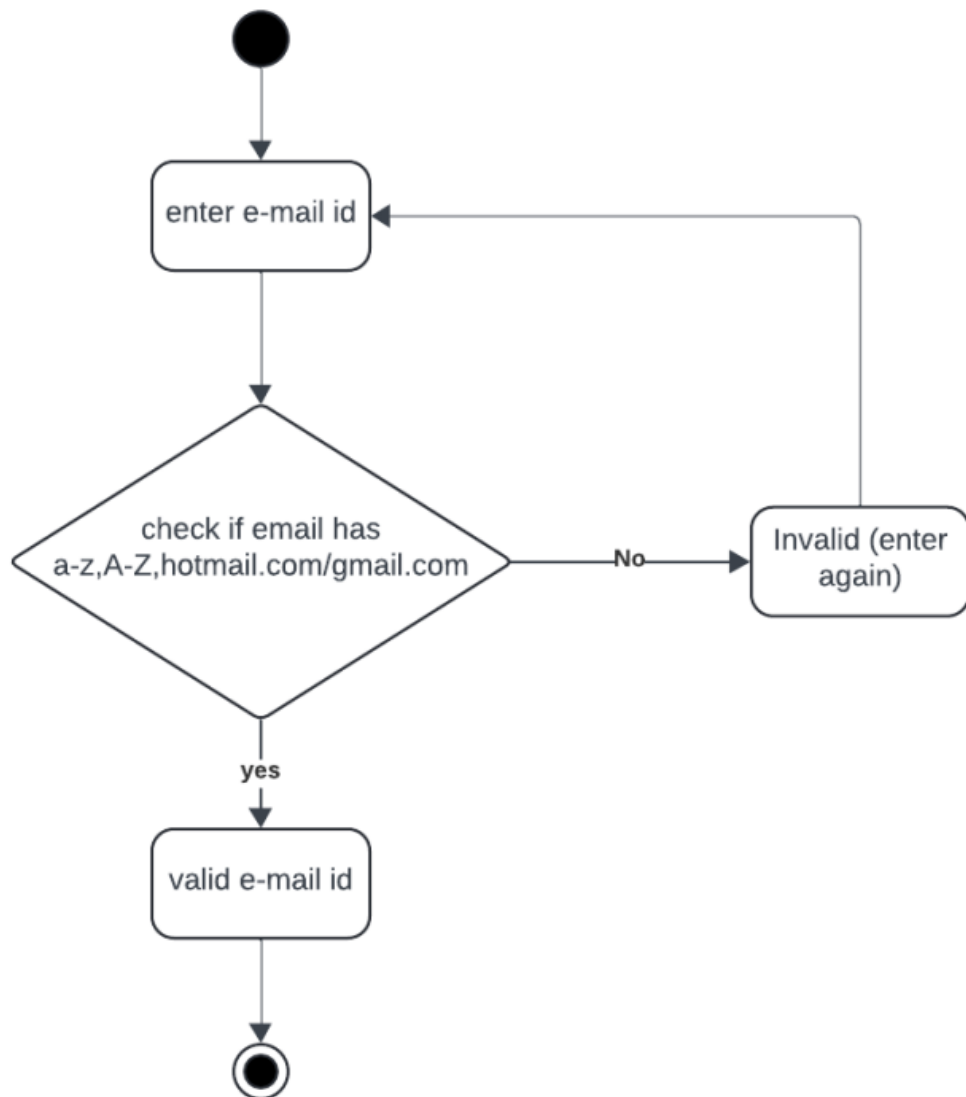 enter e-mail id
check if email has
a-z,A-Z,hotmail.com/gmail.com
No
Invalid (enter
again)
yes
valid e-mail id